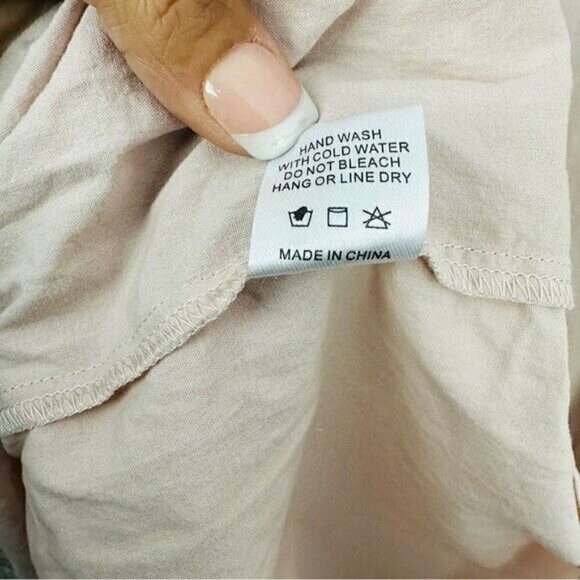 HAND WASH
WITH COLD WATER
DO NOT BLEACH
HANG OR LINE DRY
MADE IN CHINA